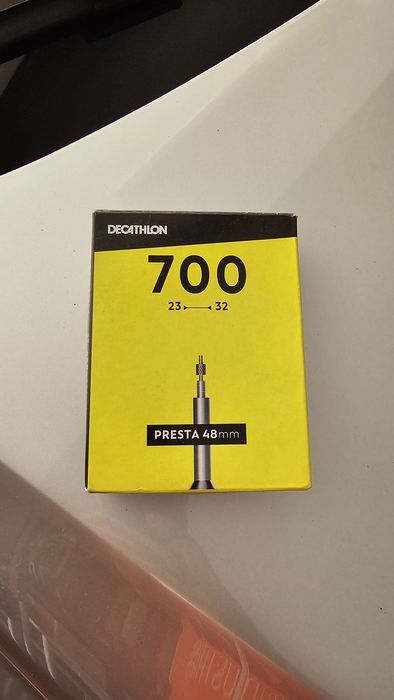 DECATHLON
700
23 32
PRESTA 48mm